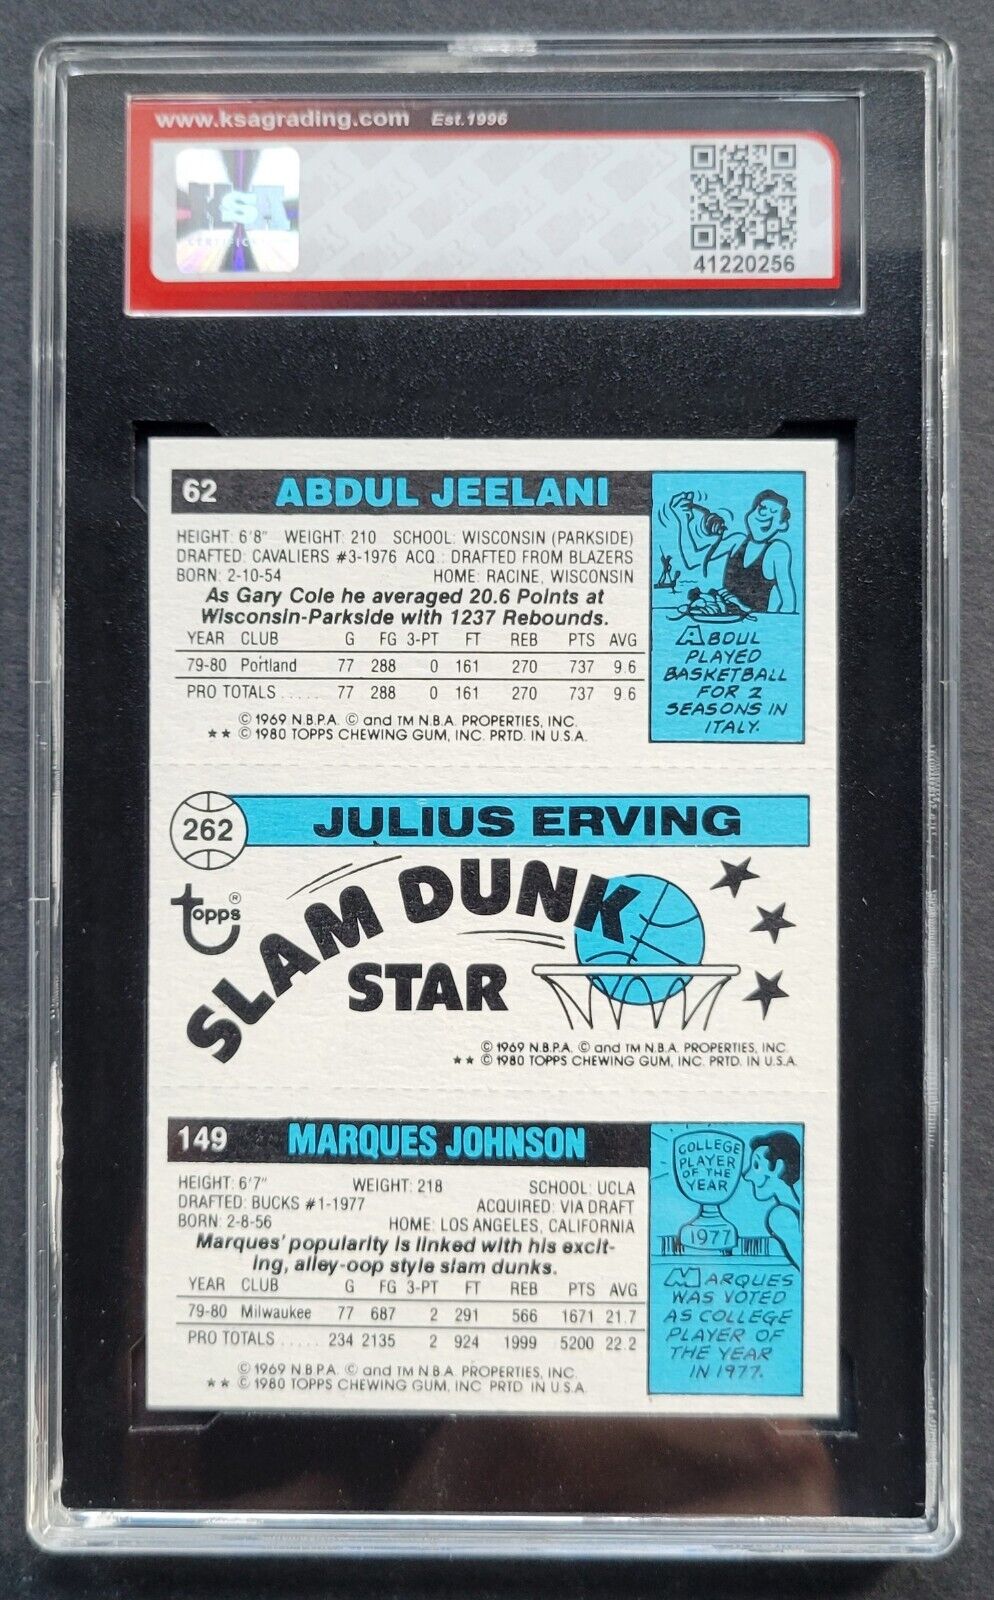 www.ksagrading.com Est.1996
KSA
CERTIFICATION
41220256
62 ABDUL JEELANI
HEIGHT: 6'8" WEIGHT: 210 SCHOOL: WISCONSIN (PARKSIDE)
DRAFTED: CAVALIERS #3-1976 ACQ.: DRAFTED FROM BLAZERS
BORN: 2-10-54 HOME: RACINE, WISCONSIN
As Gary Cole he averaged 20.6 Points at
Wisconsin-Parkside with 1237 Rebounds.
YEAR CLUB G FG 3-PT FT REB PTS AVG
79-80 Portland 77 288 0 161 270 737 9.6
PRO TOTALS ..... 77 288 0 161 270 737 9.6
© 1969 N.B.P.A. © and TM N.B.A. PROPERTIES, INC.
★★ © 1980 TOPPS CHEWING GUM, INC. PRTD. IN U.S.A.
ABDUL
PLAYED
BASKETBALL
FOR 2
SEASONS IN
ITALY.
262 JULIUS ERVING
topps®
SLAM DUNK
STAR
© 1969 N.B.P.A. © and TM N.B.A. PROPERTIES, INC.
★★ © 1980 TOPPS CHEWING GUM, INC. PRTD. IN U.S.A.
149 MARQUES JOHNSON
HEIGHT: 6'7" WEIGHT: 218 SCHOOL: UCLA
DRAFTED: BUCKS #1-1977 ACQUIRED: VIA DRAFT
BORN: 2-8-56 HOME: LOS ANGELES, CALIFORNIA
Marques' popularity is linked with his excit-
ing, alley-oop style slam dunks.
YEAR CLUB G FG 3-PT FT REB PTS AVG
79-80 Milwaukee 77 687 2 291 566 1671 21.7
PRO TOTALS ..... 234 2135 2 924 1999 5200 22.2
© 1969 N.B.P.A. © and TM N.B.A. PROPERTIES, INC.
★★ © 1980 TOPPS CHEWING GUM, INC. PRTD. IN U.S.A.
COLLEGE
PLAYER
OF THE
YEAR
1977
MARQUES
WAS VOTED
AS COLLEGE
PLAYER OF
THE YEAR
IN 1977.